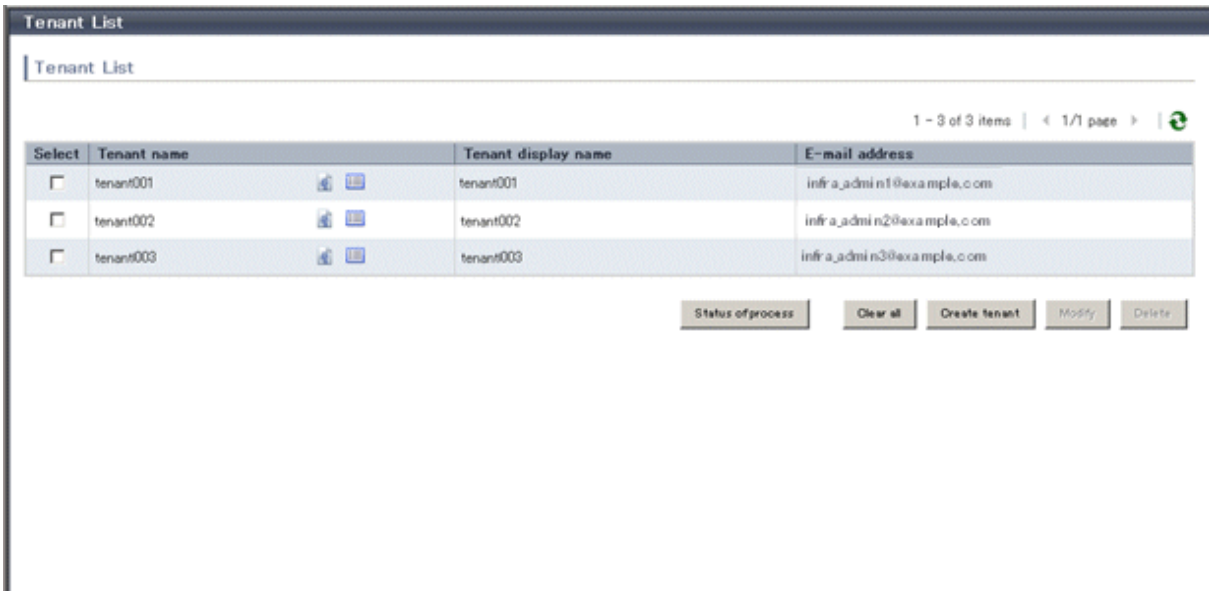 Tenant List
Tenant List
1 - 3 of 3 items 1/1 page
Select Tenant name Tenant display name E-mail address
tenant001 tenant001 infra_admin1@example.com
tenant002 tenant002 infra_admin2@example.com
tenant003 tenant003 infra_admin3@example.com
Status of process Clear all Create tenant Modify Delete